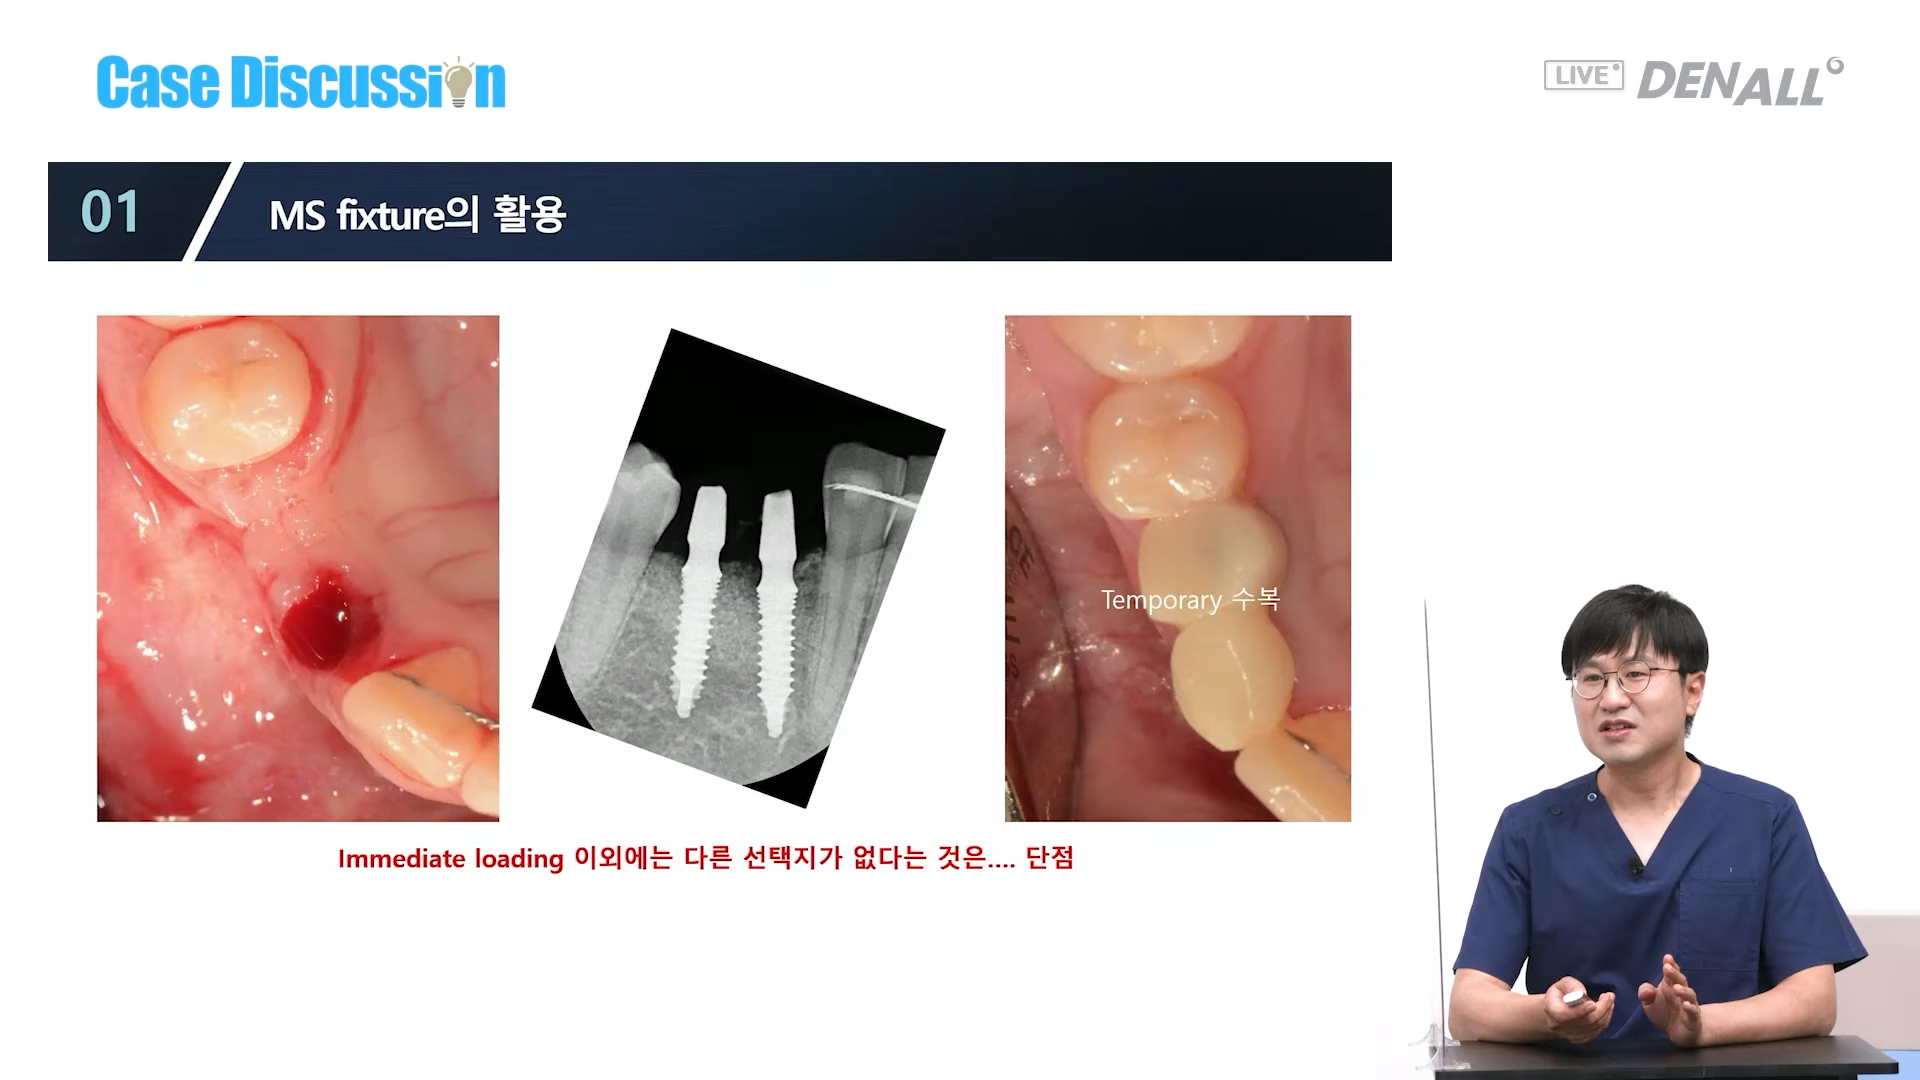 Case Discussion
LIVE DENALL
01 MS fixture의 활용
Temporary 수복
Immediate loading 이외에는 다른 선택지가 없다는 것은.... 단점